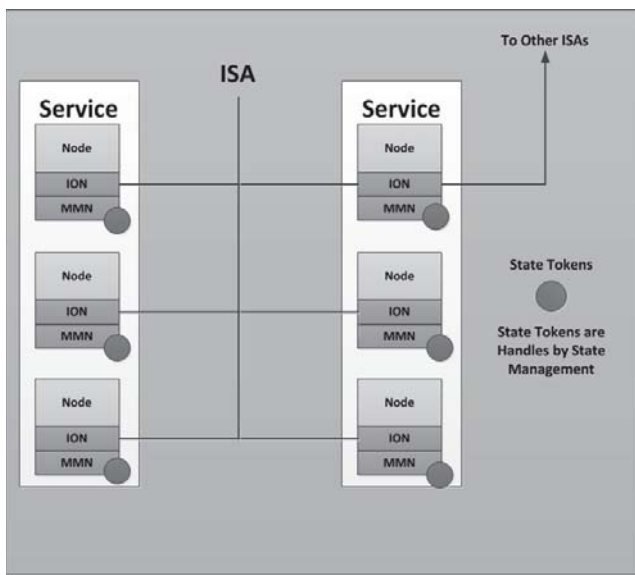 To Other ISAs
ISA
Service
Node
ION
MMN
Node
ION
MMN
Node
ION
MMN
Service
Node
ION
MMN
Node
ION
MMN
Node
ION
MMN
State Tokens
State Tokens are
Handles by State
Management